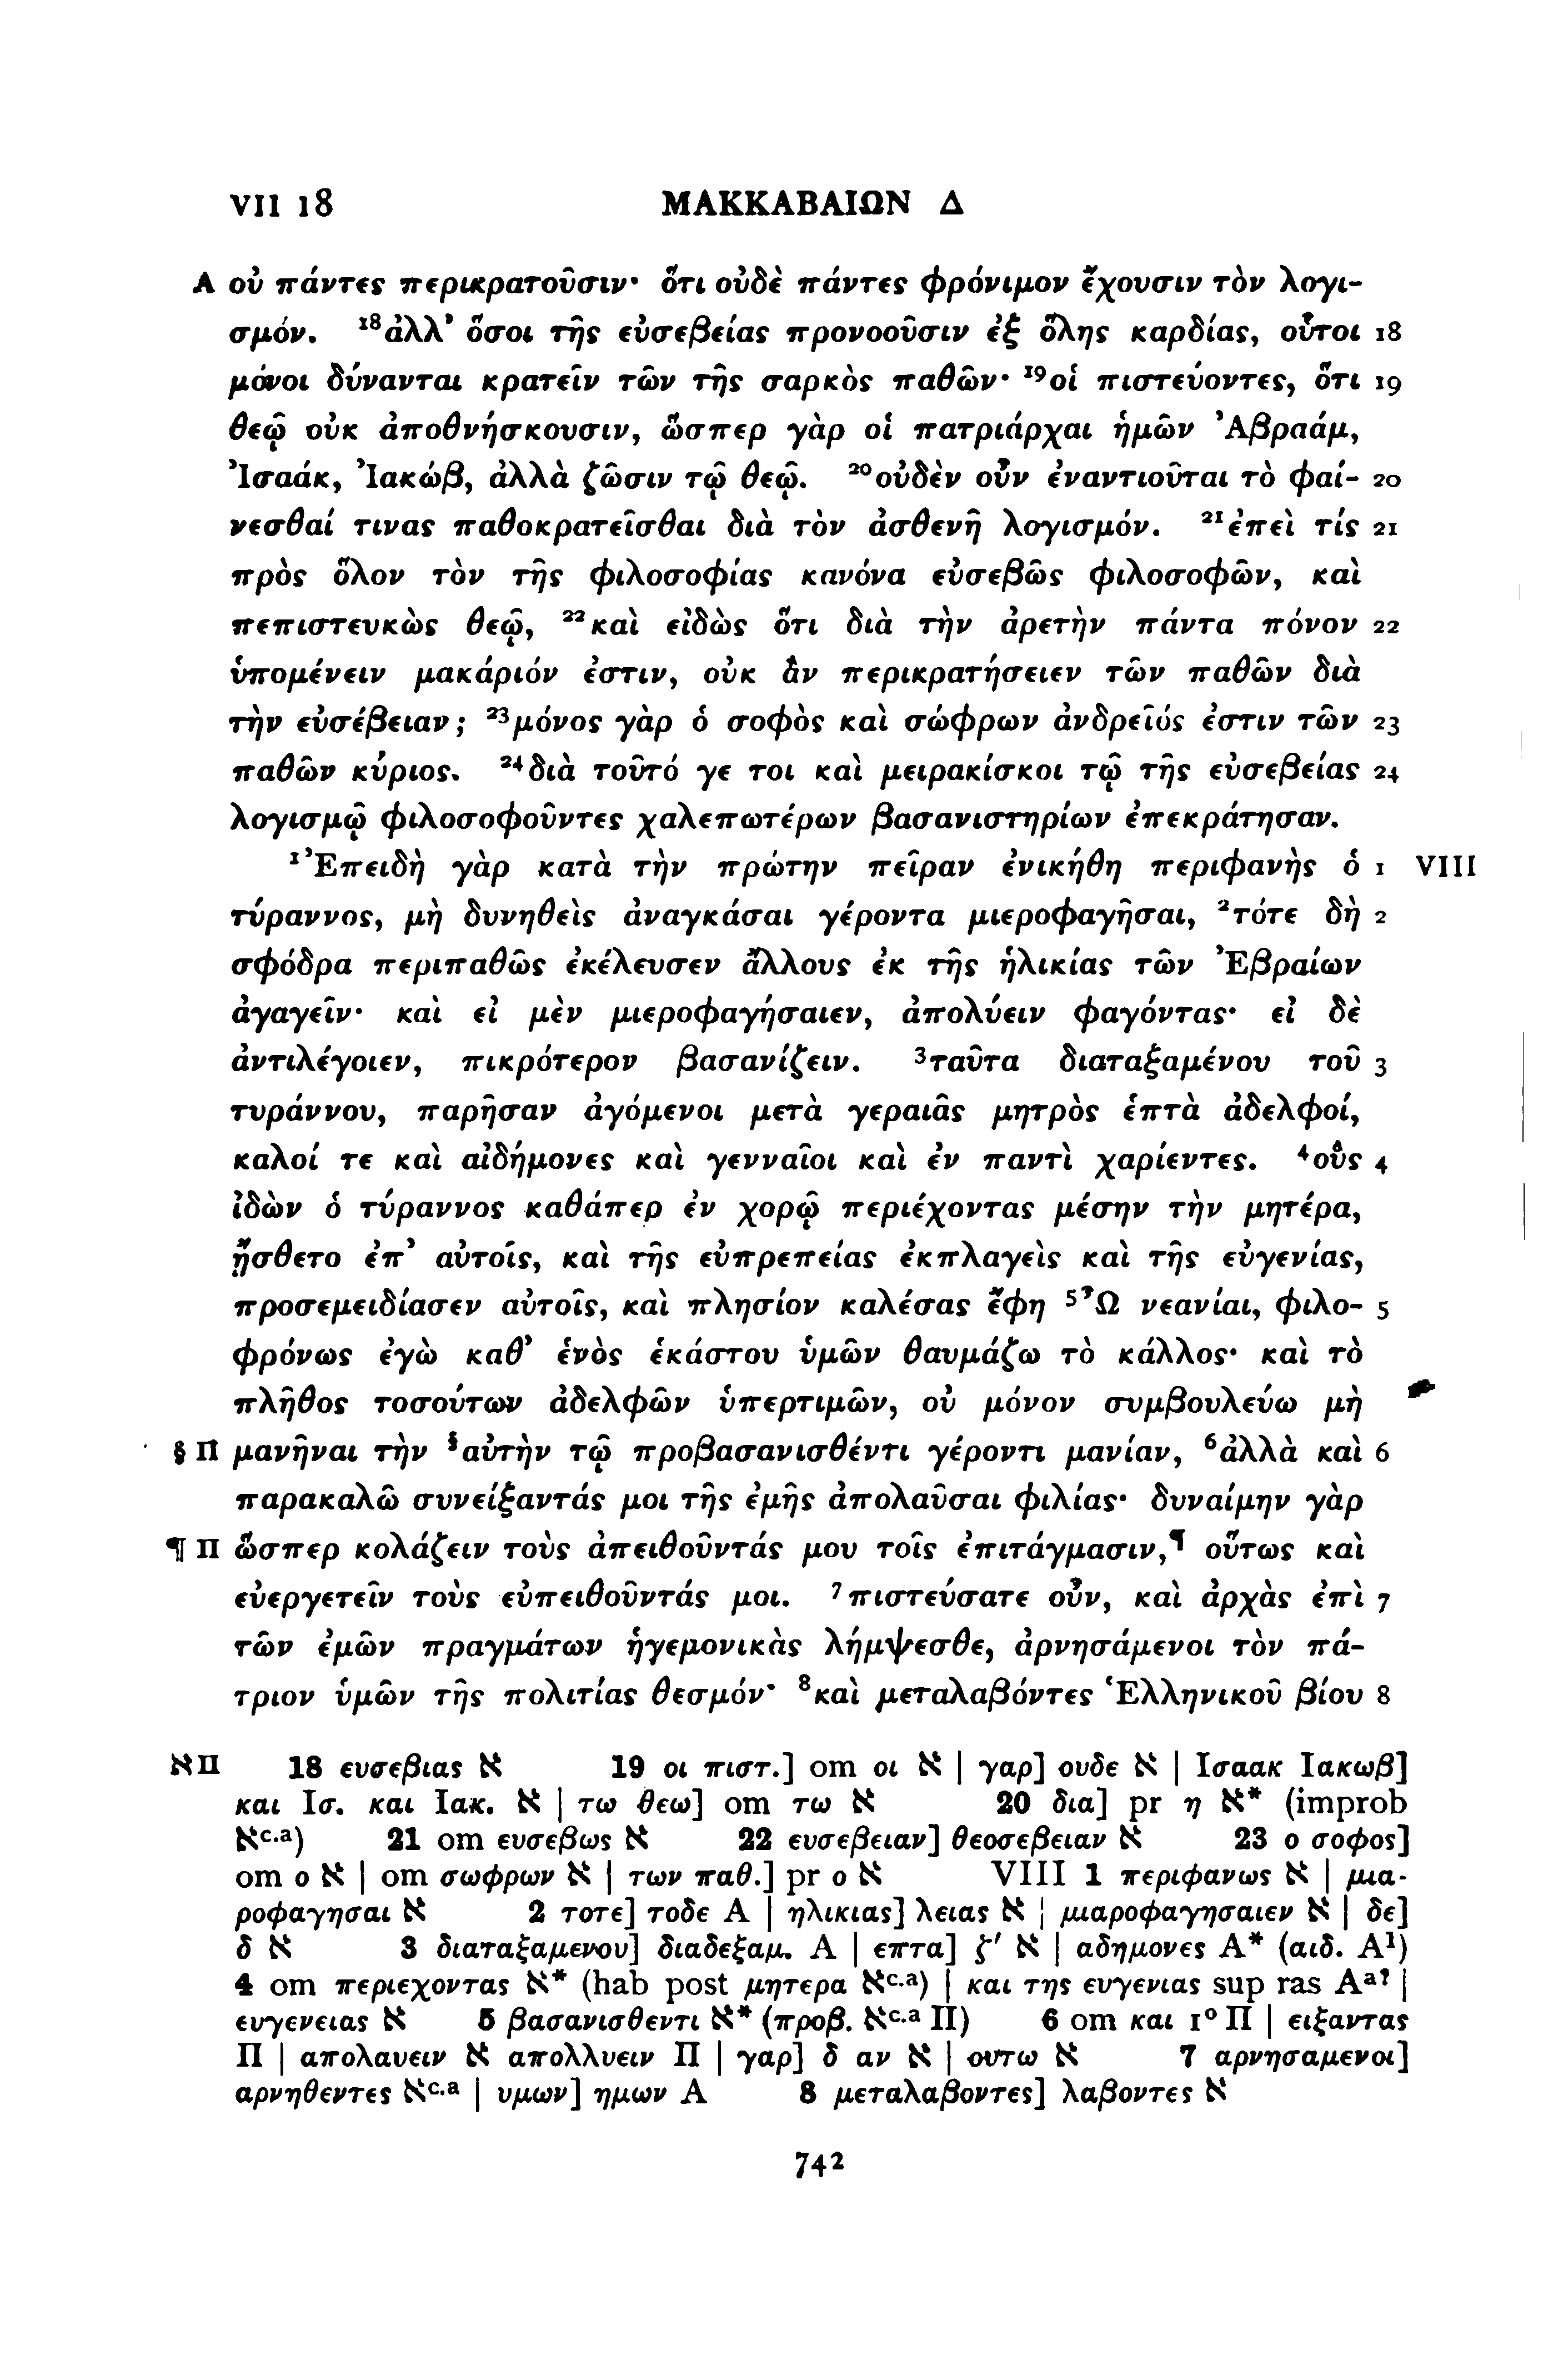 VII 18 ΜΑΚΚΑΒΑΙΩΝ Δ
A οὐ πάντες περικρατοῦσιν· ὅτι οὐδὲ πάντες φρόνιμον ἔχουσιν τὸν λογι-
σμόν. ¹⁸ἀλλ᾽ ὅσοι τῆς εὐσεβείας προνοοῦσιν ἐξ ὅλης καρδίας, οὗτοι 18
μόνοι δύνανται κρατεῖν τῶν τῆς σαρκὸς παθῶν· ¹⁹οἱ πιστεύοντες, ὅτι 19
θεῷ οὐκ ἀποθνήσκουσιν, ὥσπερ γὰρ οἱ πατριάρχαι ἡμῶν Ἀβραάμ,
Ἰσαάκ, Ἰακώβ, ἀλλὰ ζῶσιν τῷ θεῷ. ²⁰οὐδὲν οὖν ἐναντιοῦται τὸ φαί- 20
νεσθαί τινας παθοκρατεῖσθαι διὰ τὸν ἀσθενῆ λογισμόν. ²¹ἐπεὶ τίς 21
πρὸς ὅλον τὸν τῆς φιλοσοφίας κανόνα εὐσεβῶς φιλοσοφῶν, καὶ
πεπιστευκὼς θεῷ, ²²καὶ εἰδὼς ὅτι διὰ τὴν ἀρετὴν πάντα πόνον 22
ὑπομένειν μακάριόν ἐστιν, οὐκ ἂν περικρατήσειεν τῶν παθῶν διὰ
τὴν εὐσέβειαν; ²³μόνος γὰρ ὁ σοφὸς καὶ σώφρων ἀνδρεῖός ἐστιν τῶν 23
παθῶν κύριος. ²⁴διὰ τοῦτό γε τοι καὶ μειρακίσκοι τῷ τῆς εὐσεβείας 24
λογισμῷ φιλοσοφοῦντες χαλεπωτέρων βασανιστηρίων ἐπεκράτησαν.
¹Ἐπειδὴ γὰρ κατὰ τὴν πρώτην πεῖραν ἐνικήθη περιφανὴς ὁ 1 VIII
τύραννος, μὴ δυνηθεὶς ἀναγκάσαι γέροντα μιεροφαγῆσαι, ²τότε δὴ 2
σφόδρα περιπαθῶς ἐκέλευσεν ἄλλους ἐκ τῆς ἡλικίας τῶν Ἐβραίων
ἀγαγεῖν· καὶ εἰ μὲν μιεροφαγήσαιεν, ἀπολύειν φαγόντας· εἰ δὲ
ἀντιλέγοιεν, πικρότερον βασανίζειν. ³ταῦτα διαταξαμένου τοῦ 3
τυράννου, παρῆσαν ἀγόμενοι μετὰ γεραιᾶς μητρὸς ἑπτὰ ἀδελφοί,
καλοί τε καὶ αἰδήμονες καὶ γενναῖοι καὶ ἐν παντὶ χαρίεντες. ⁴οὓς 4
ἰδὼν ὁ τύραννος καθάπερ ἐν χορῷ περιέχοντας μέσην τὴν μητέρα,
ᾔσθετο ἐπ᾽ αὐτοῖς, καὶ τῆς εὐπρεπείας ἐκπλαγεὶς καὶ τῆς εὐγενίας,
προσεμειδίασεν αὐτοῖς, καὶ πλησίον καλέσας ἔφη ⁵Ὦ νεανίαι, φιλο- 5
φρόνως ἐγὼ καθ᾽ ἑνὸς ἑκάστου ὑμῶν θαυμάζω τὸ κάλλος· καὶ τὸ
πλῆθος τοσούτων ἀδελφῶν ὑπερτιμῶν, οὐ μόνον συμβουλεύω μὴ
§ Π μανῆναι τὴν §αὐτὴν τῷ προβασανισθέντι γέροντι μανίαν, ⁶ἀλλὰ καὶ 6
παρακαλῶ συνείξαντάς μοι τῆς ἐμῆς ἀπολαῦσαι φιλίας· δυναίμην γὰρ
¶ Π ὥσπερ κολάζειν τοὺς ἀπειθοῦντάς μου τοῖς ἐπιτάγμασιν,¶ οὕτως καὶ
εὐεργετεῖν τοὺς εὐπειθοῦντάς μοι. ⁷πιστεύσατε οὖν, καὶ ἀρχὰς ἐπὶ 7
τῶν ἐμῶν πραγμάτων ἡγεμονικὰς λήμψεσθε, ἀρνησάμενοι τὸν πά-
τριον ὑμῶν τῆς πολιτίας θεσμόν· ⁸καὶ μεταλαβόντες Ἑλληνικοῦ βίου 8
אΠ 18 ευσεβιας א 19 οι πιστ.] om οι א | γαρ] ουδε א | Ισαακ Ιακωβ]
και Ισ. και Ιακ. א | τω θεω] om τω א 20 δια] pr η א* (improb
אc.a) 21 om ευσεβως א 22 ευσεβειαν] θεοσεβειαν א 23 ο σοφος]
om ο א | om σωφρων א | των παθ.] pr ο א VIII 1 περιφανως א | μια-
ροφαγησαι א 2 τοτε] τοδε A | ηλικιας] λειας א | μιαροφαγησαιεν א | δε]
δ א 3 διαταξαμενου] διαδεξαμ. A | επτα] ζ′ א | αδημονες A* (αιδ. A¹)
4 om περιεχοντας א* (hab post μητερα אc.a) | και της ευγενιας sup ras Aa? |
ευγενειας א 5 βασανισθεντι א* (προβ. אc.a Π) 6 om και 1° Π | ειξαντας
Π | απολαυειν א απολλυειν Π | γαρ] δ αν א | ουτω א 7 αρνησαμενοι]
αρνηθεντες אc.a | υμων] ημων A 8 μεταλαβοντες] λαβοντες א
742